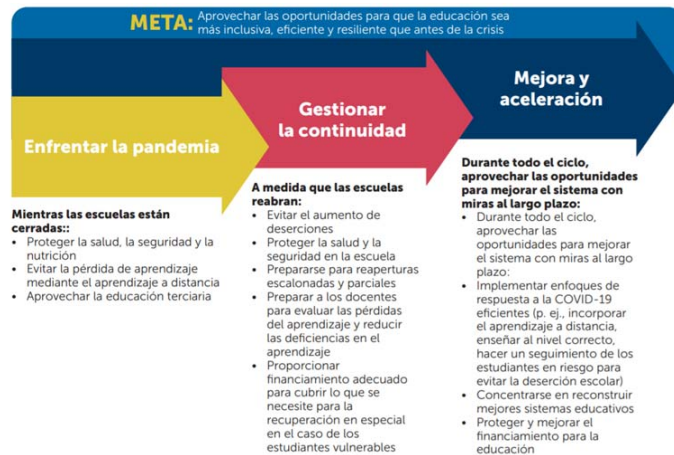 META: Aprovechar las oportunidades para que la educación sea
más inclusiva, eficiente y resiliente que antes de la crisis
Enfrentar la pandemia
Mientras las escuelas están
cerradas::
• Proteger la salud, la seguridad y la
nutrición
• Evitar la pérdida de aprendizaje
mediante el aprendizaje a distancia
• Aprovechar la educación terciaria
Gestionar
la continuidad
A medida que las escuelas
reabran:
• Evitar el aumento de
deserciones
• Proteger la salud y la
seguridad en la escuela
• Prepararse para reaperturas
escalonadas y parciales
• Preparar a los docentes
para evaluar las pérdidas
del aprendizaje y reducir
las deficiencias en el
aprendizaje
• Proporcionar
financiamiento adecuado
para cubrir lo que se
necesite para la
recuperación en especial
en el caso de los
estudiantes vulnerables
Mejora y
aceleración
Durante todo el ciclo,
aprovechar las oportunidades
para mejorar el sistema con
miras al largo plazo:
• Durante todo el ciclo,
aprovechar las
oportunidades para mejorar
el sistema con miras al largo
plazo:
• Implementar enfoques de
respuesta a la COVID-19
eficientes (p. ej., incorporar
el aprendizaje a distancia,
enseñar al nivel correcto,
hacer un seguimiento de los
estudiantes en riesgo para
evitar la deserción escolar)
• Concentrarse en reconstruir
mejores sistemas educativos
• Proteger y mejorar el
financiamiento para la
educación